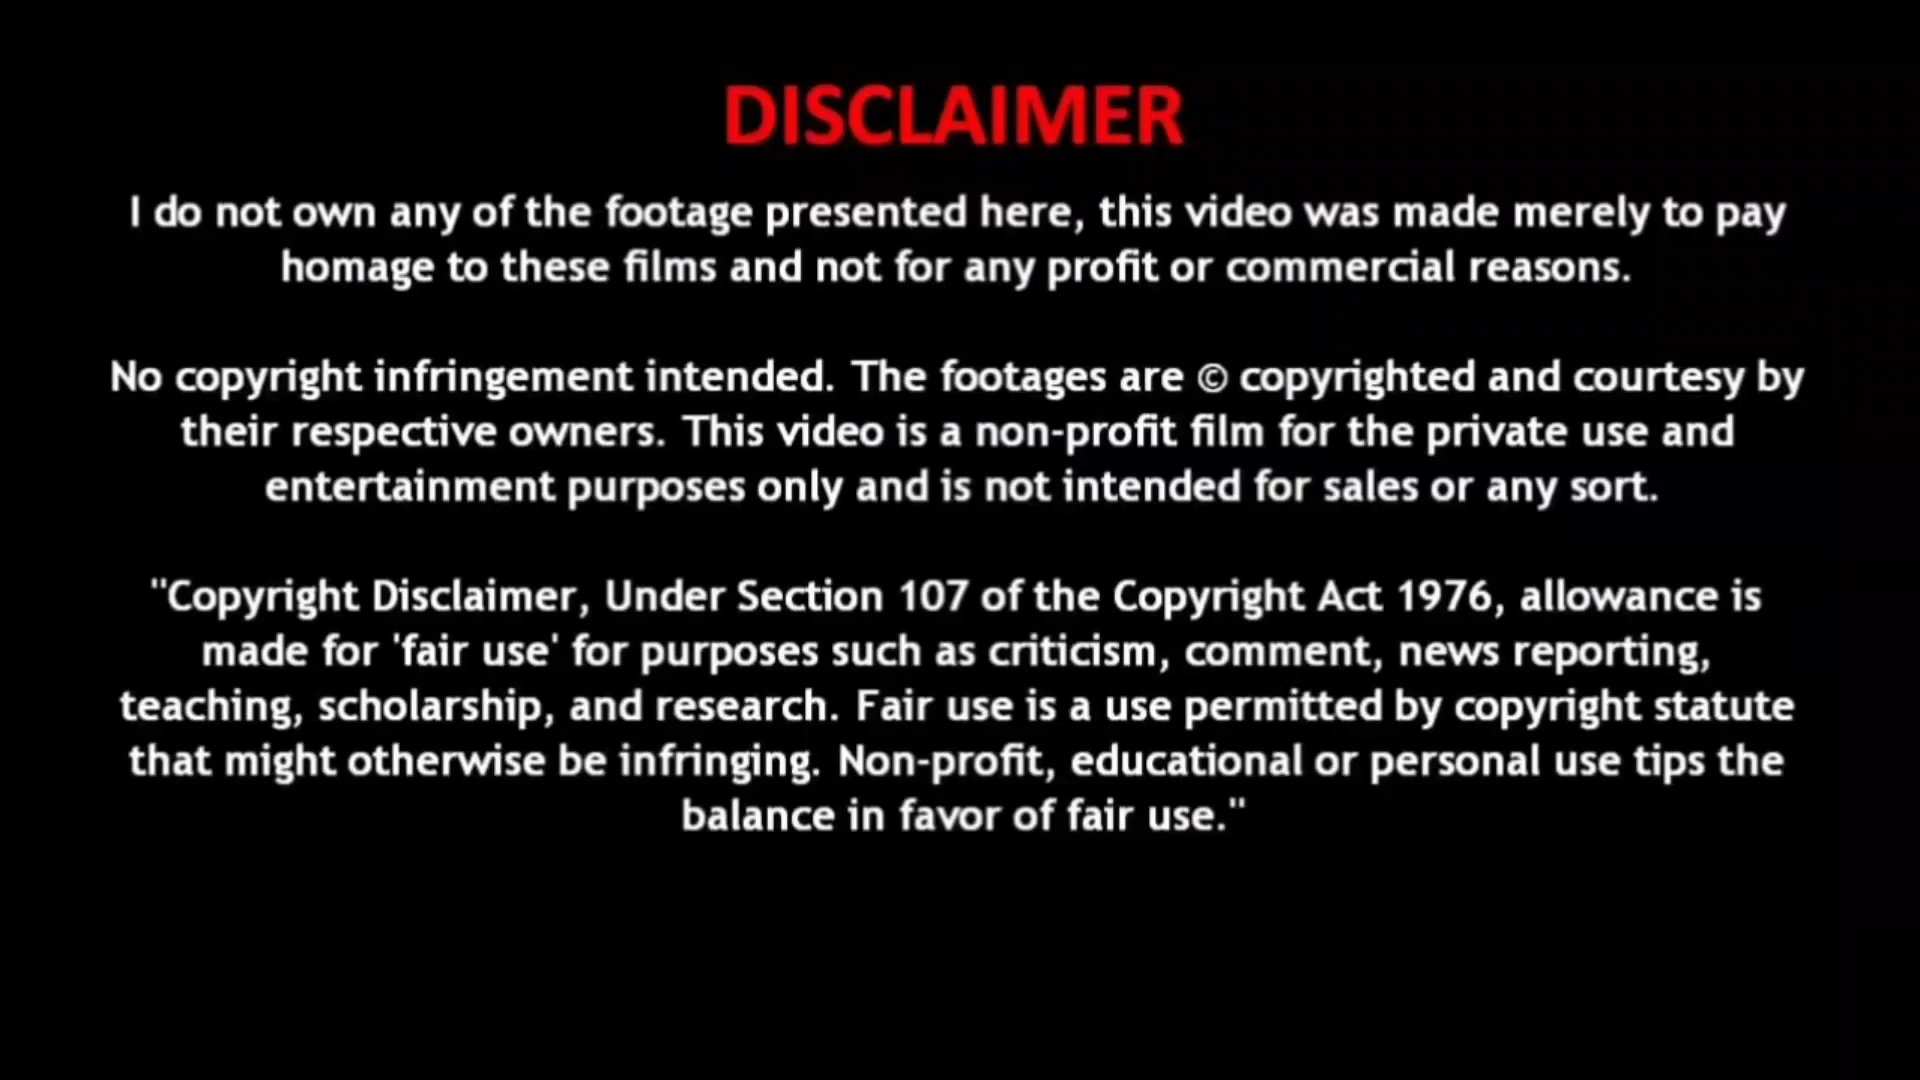 DISCLAIMER
I do not own any of the footage presented here, this video was made merely to pay
homage to these films and not for any profit or commercial reasons.
No copyright infringement intended. The footages are © copyrighted and courtesy by
their respective owners. This video is a non-profit film for the private use and
entertainment purposes only and is not intended for sales or any sort.
"Copyright Disclaimer, Under Section 107 of the Copyright Act 1976, allowance is
made for 'fair use' for purposes such as criticism, comment, news reporting,
teaching, scholarship, and research. Fair use is a use permitted by copyright statute
that might otherwise be infringing. Non-profit, educational or personal use tips the
balance in favor of fair use."